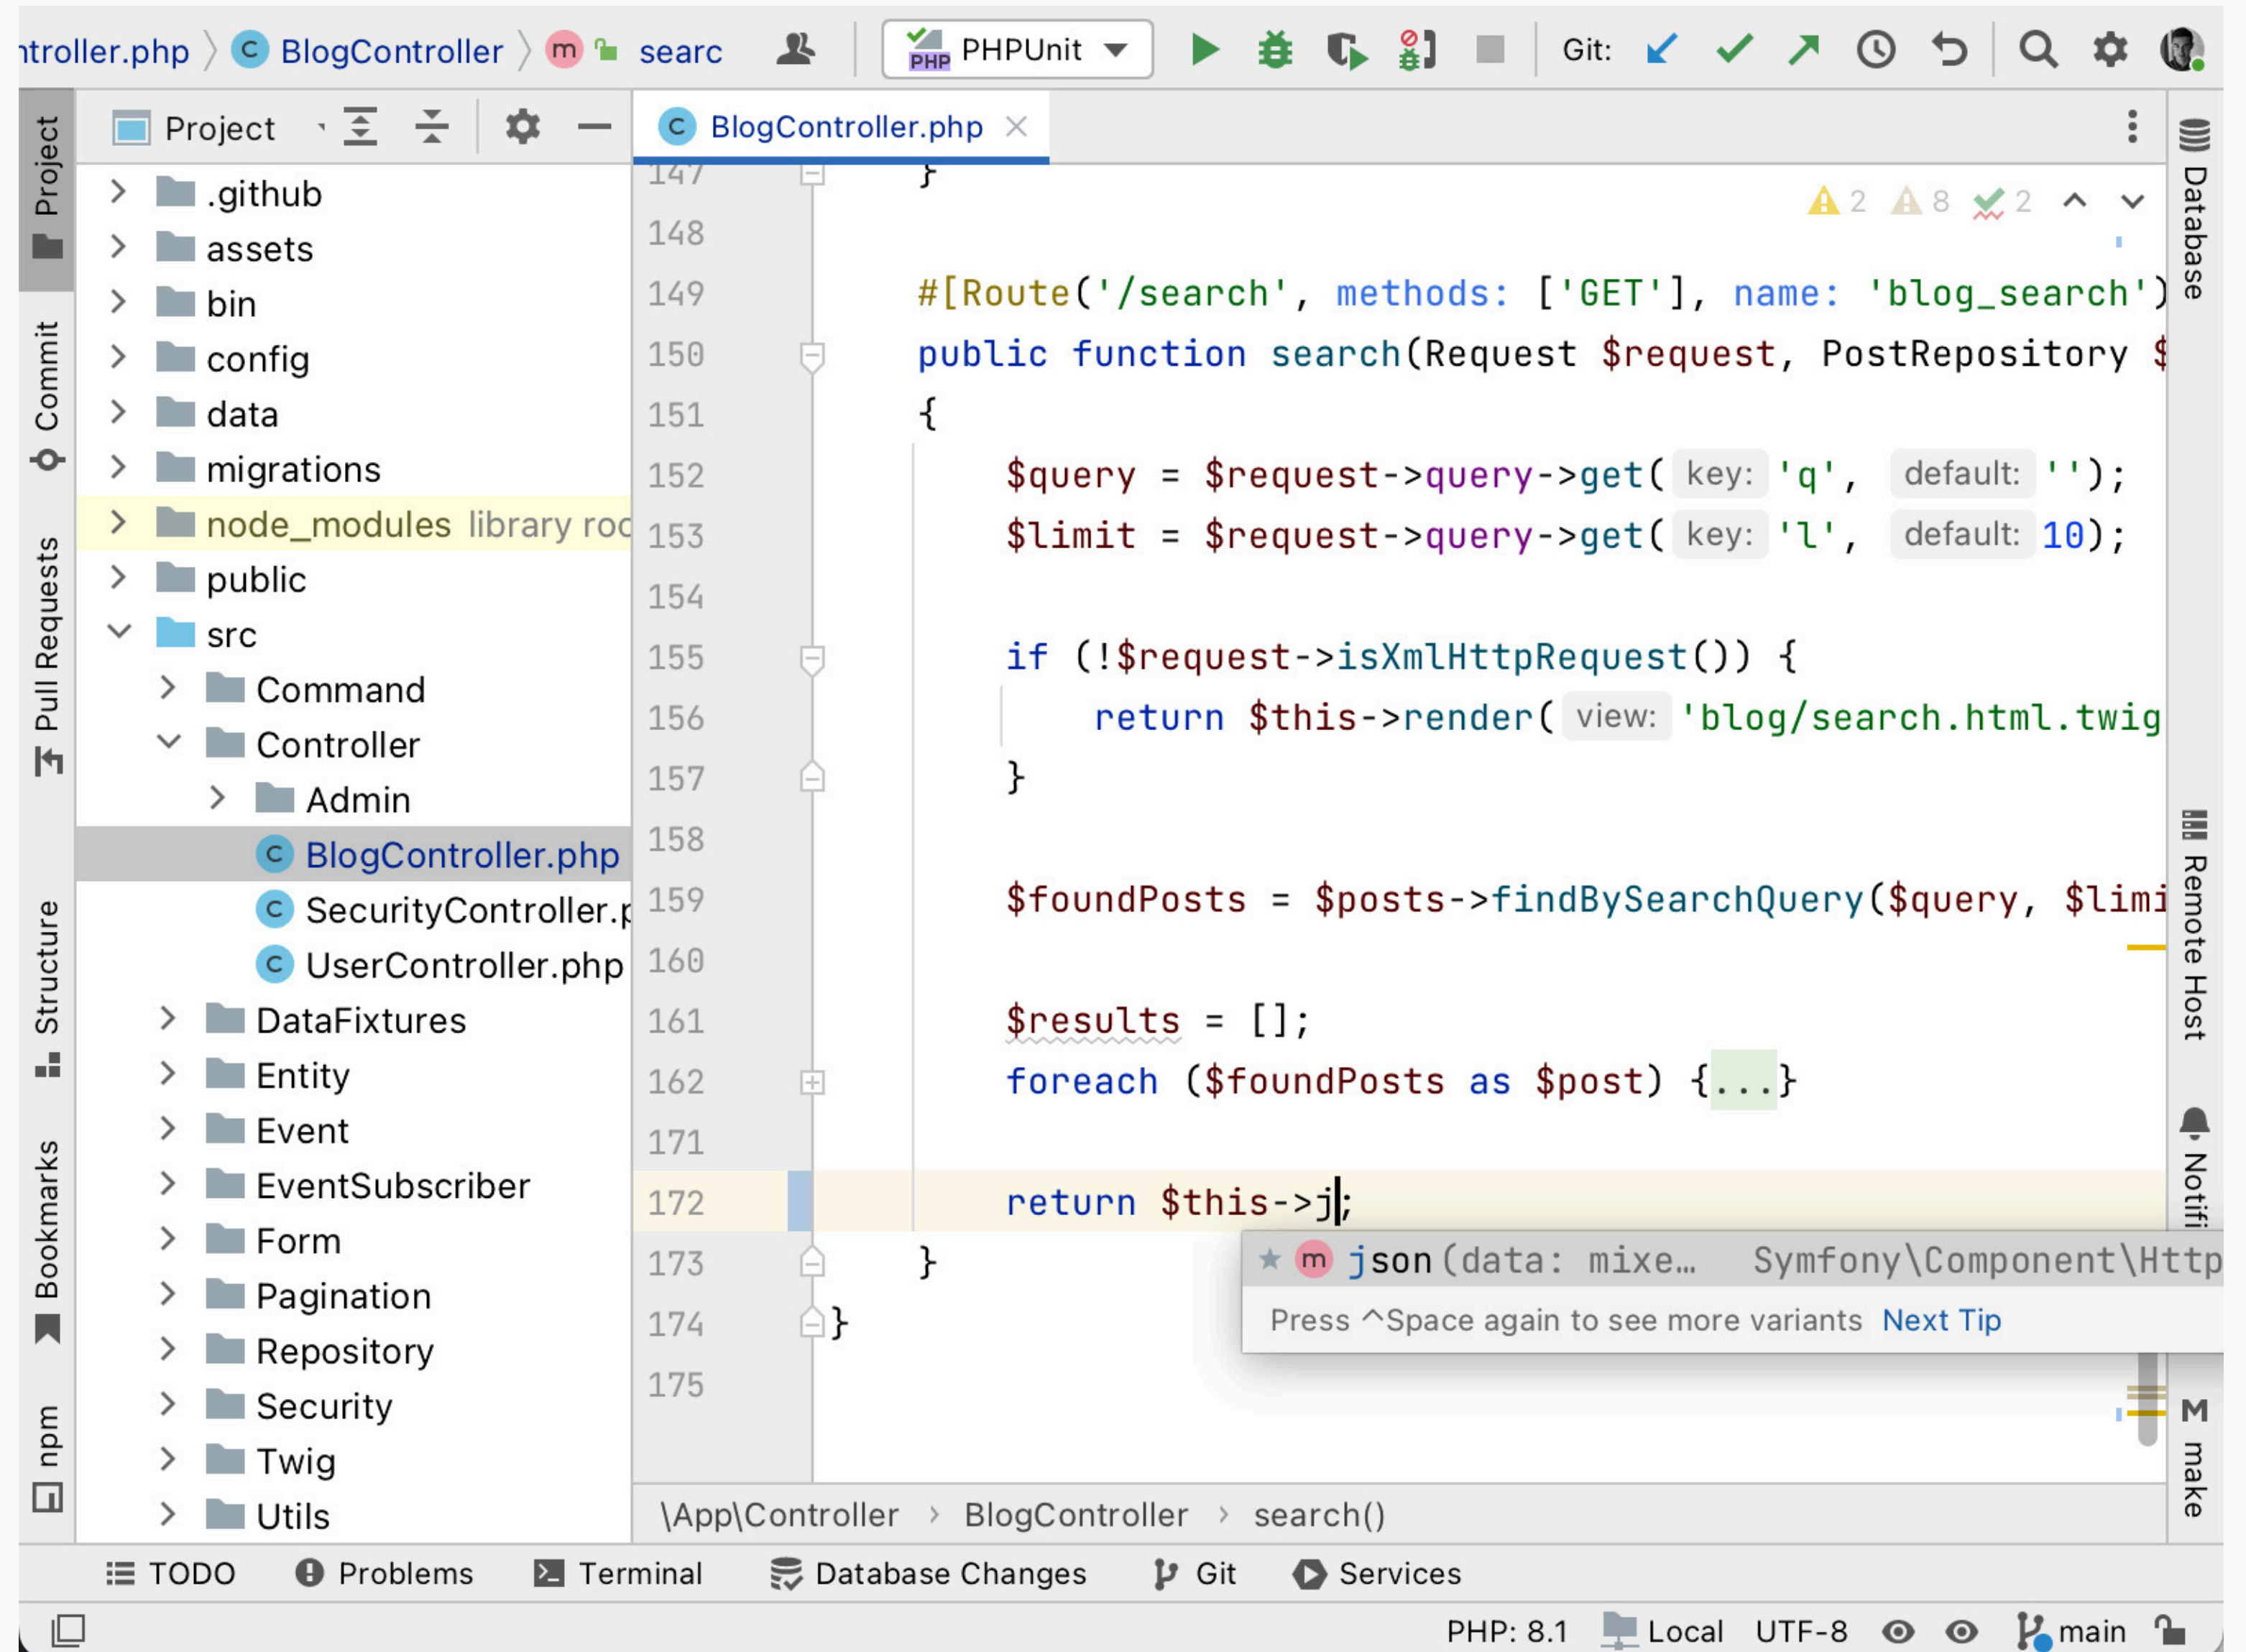 ntroller.php BlogController searc PHPUnit Git:
Project
BlogController.php
.github
assets
bin
config
data
migrations
node_modules library roo
public
src
Command
Controller
Admin
BlogController.php
SecurityController.p
UserController.php
DataFixtures
Entity
Event
EventSubscriber
Form
Pagination
Repository
Security
Twig
Utils
Project
Commit
Pull Requests
Structure
Bookmarks
npm
2 8 2
147 }
148
149 #[Route('/search', methods: ['GET'], name: 'blog_search')
150 public function search(Request $request, PostRepository $
151 {
152 $query = $request->query->get( key: 'q', default: '');
153 $limit = $request->query->get( key: 'l', default: 10);
154
155 if (!$request->isXmlHttpRequest()) {
156 return $this->render( view: 'blog/search.html.twig
157 }
158
159 $foundPosts = $posts->findBySearchQuery($query, $limi
160
161 $results = [];
162 foreach ($foundPosts as $post) {...}
171
172 return $this->j;
173 }
174 }
175
json(data: mixe… Symfony\Component\Http
Press ^Space again to see more variants Next Tip
\App\Controller › BlogController › search()
Database
Remote Host
Notifi
M make
TODO Problems Terminal Database Changes Git Services
PHP: 8.1 Local UTF-8 main